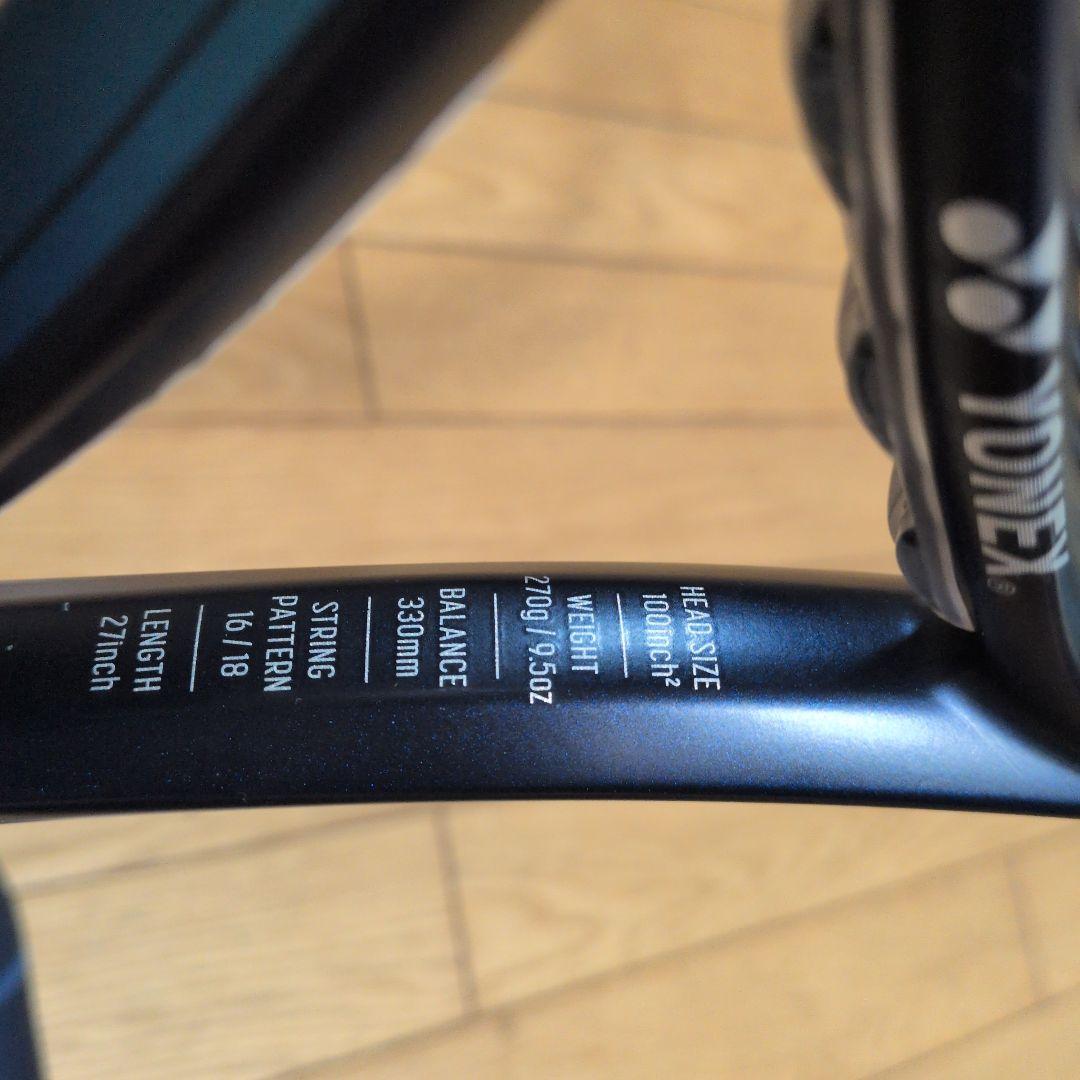 HEAD SIZE
100inch²
WEIGHT
270g / 9.5oz
BALANCE
330mm
STRING
PATTERN
16 / 18
LENGTH
27inch
YONEX®